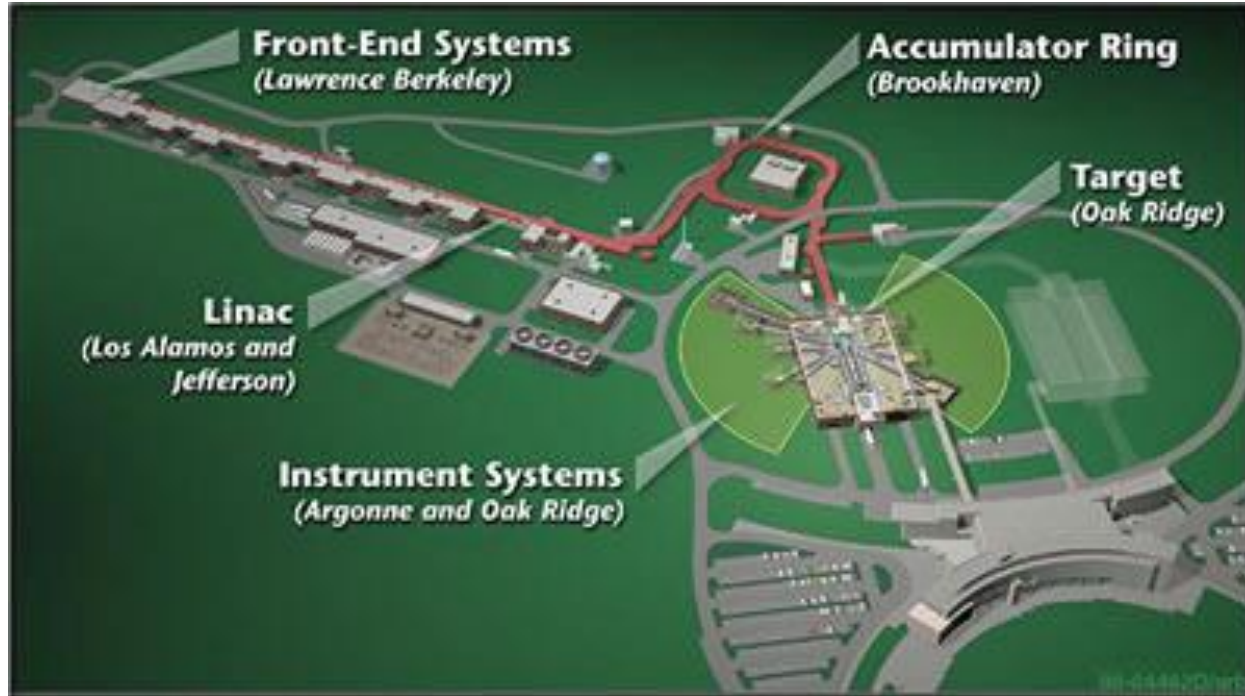 Front-End Systems
(Lawrence Berkeley)
Accumulator Ring
(Brookhaven)
Target
(Oak Ridge)
Linac
(Los Alamos and
Jefferson)
Instrument Systems
(Argonne and Oak Ridge)